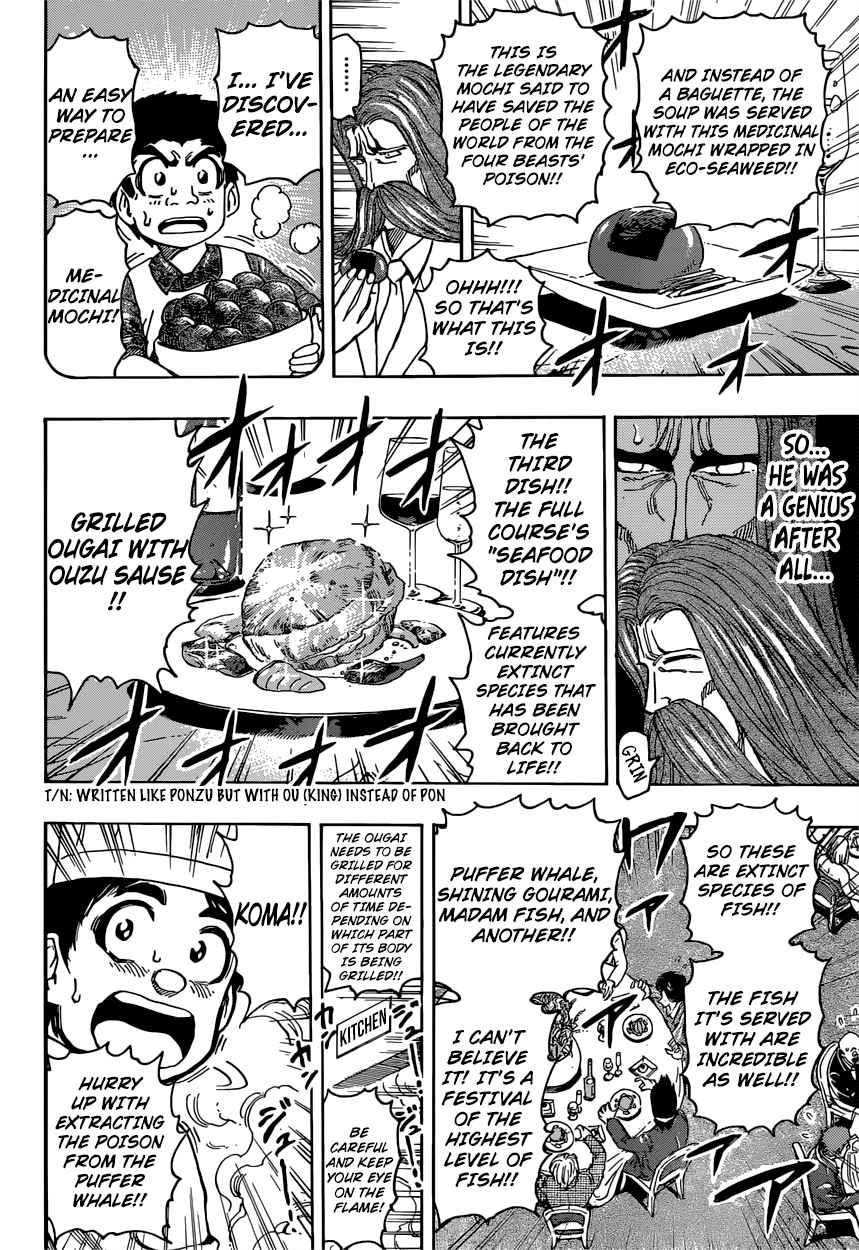 AND INSTEAD OF
A BAGUETTE, THE
SOUP WAS SERVED
WITH THIS MEDICINAL
MOCHI WRAPPED IN
ECO-SEAWEED!!
THIS IS
THE LEGENDARY
MOCHI SAID TO
HAVE SAVED THE
PEOPLE OF THE
WORLD FROM THE
FOUR BEASTS'
POISON!!
OHHH!!!
SO THAT'S
WHAT THIS
IS!!
.........
I... I'VE
DISCOV-
ERED...
AN EASY
WAY TO
PREPARE
...
ME-
DICINAL
MOCHI!
SO...
HE WAS
A GENIUS
AFTER
ALL...
GRIN
THE
THIRD
DISH!!
THE FULL
COURSE'S
"SEAFOOD
DISH"!!
FEATURES
CURRENTLY
EXTINCT
SPECIES THAT
HAS BEEN
BROUGHT
BACK TO
LIFE!!
GRILLED
OUGAI WITH
OUZU SAUSE
!!
オ
オ
オ
オ
オ
T/N: WRITTEN LIKE PONZU BUT WITH OU (KING) INSTEAD OF PON
SO THESE
ARE EXTINCT
SPECIES OF
FISH!!
THE FISH
IT'S SERVED
WITH ARE
INCREDIBLE
AS WELL!!
PUFFER WHALE,
SHINING GOURAMI,
MADAM FISH, AND
ANOTHER!!
I CAN'T
BELIEVE
IT! IT'S A
FESTIVAL
OF THE
HIGHEST
LEVEL OF
FISH!!
THE OUGAI
NEEDS TO BE
GRILLED FOR
DIFFERENT
AMOUNTS
OF TIME DE-
PENDING ON
WHICH PART
OF ITS BODY
IS BEING
GRILLED!!
KITCHEN
BE
CAREFUL
AND KEEP
YOUR EYE
ON THE
FLAME!
KOMA!!
HURRY
UP WITH
EXTRACTING
THE POISON
FROM THE
PUFFER
WHALE!!